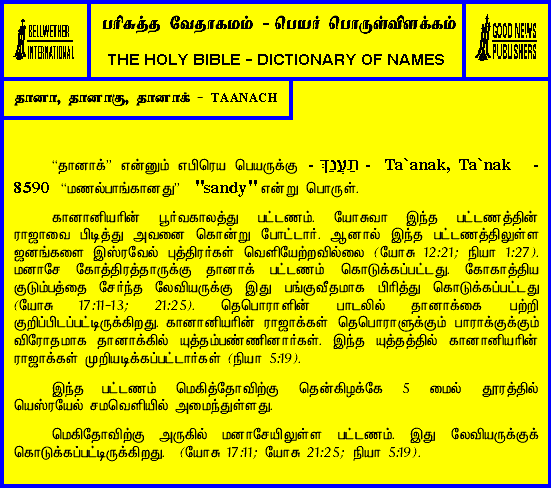 BELLWETHER
INTERNATIONAL
பரிசுத்த வேதாகமம் - பெயர் பொருள்விளக்கம்
THE HOLY BIBLE - DICTIONARY OF NAMES
GOOD NEWS
PUBLISHERS
தானா, தானாகு, தானாக் - TAANACH
“தானாக்” என்னும் எபிரெய பெயருக்கு - תַּעֲנָךְ - Ta`anak, Ta`nak -
8590 “மணல்பாங்கானது” "sandy" என்று பொருள்.
கானானியரின் பூர்வகாலத்து பட்டணம். யோசுவா இந்த பட்டணத்தின்
ராஜாவை பிடித்து அவனை கொன்று போட்டார். ஆனால் இந்த பட்டணத்திலுள்ள
ஜனங்களை இஸ்ரவேல் புத்திரர்கள் வெளியேற்றவில்லை (யோசு 12:21; நியா 1:27).
மனாசே கோத்திரத்தாருக்கு தானாக் பட்டணம் கொடுக்கப்பட்டது. கோகாத்திய
குடும்பத்தை சேர்ந்த லேவியருக்கு இது பங்குவீதமாக பிரித்து கொடுக்கப்பட்டது
(யோசு 17:11-13; 21:25). தெபொராளின் பாடலில் தானாக்கை பற்றி
குறிப்பிடப்பட்டிருக்கிறது. கானானியரின் ராஜாக்கள் தெபொராளுக்கும் பாராக்குக்கும்
விரோதமாக தானாக்கில் யுத்தம்பண்ணினார்கள். இந்த யுத்தத்தில் கானானியரின்
ராஜாக்கள் முறியடிக்கப்பட்டார்கள் (நியா 5:19).
இந்த பட்டணம் மெகித்தோவிற்கு தென்கிழக்கே 5 மைல் தூரத்தில்
யெஸ்ரயேல் சமவெளியில் அமைந்துள்ளது.
மெகிதோவிற்கு அருகில் மனாசேயிலுள்ள பட்டணம். இது லேவியருக்குக்
கொடுக்கப்பட்டிருக்கிறது. (யோசு 17:11; யோசு 21:25; நியா 5:19).